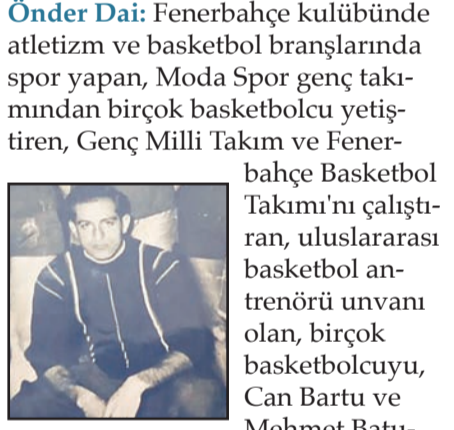 Önder Dai: Fenerbahçe kulübünde
atletizm ve basketbol branşlarında
spor yapan, Moda Spor genç takı-
mından birçok basketbolcu yetiş-
tiren, Genç Milli Takım ve Fener-
bahçe Basketbol
Takımı'nı çalıştı-
ran, uluslararası
basketbol an-
trenörü unvanı
olan, birçok
basketbolcuyu,
Can Bartu ve
Mehmet Batu-